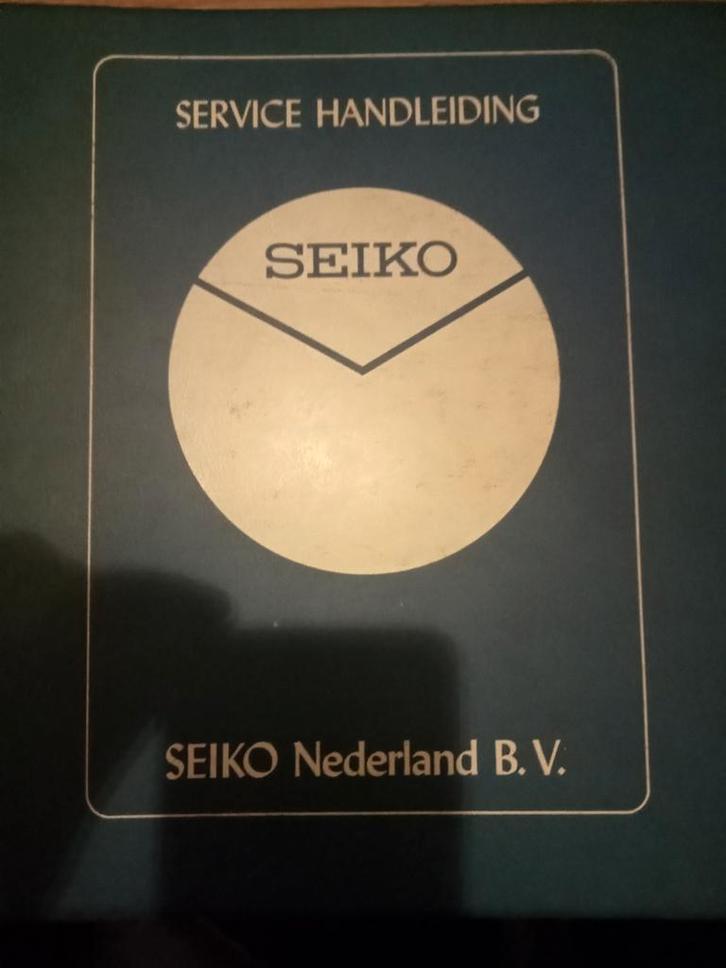 SERVICE HANDLEIDING
SEIKO
SEIKO Nederland B.V.